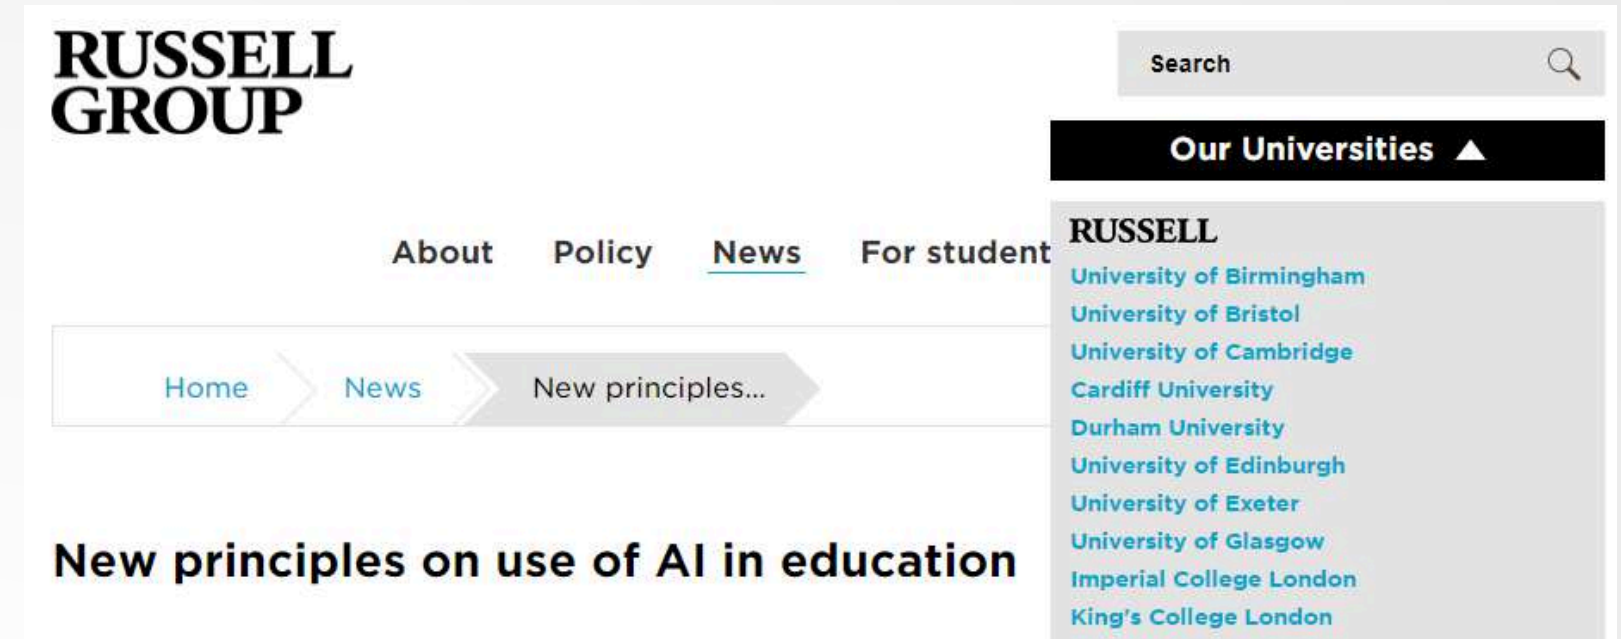 RUSSELL
GROUP
Search
Our Universities
About Policy News For student
RUSSELL
University of Birmingham
University of Bristol
University of Cambridge
Cardiff University
Durham University
University of Edinburgh
University of Exeter
University of Glasgow
Imperial College London
King's College London
Home News New principles...
New principles on use of AI in education